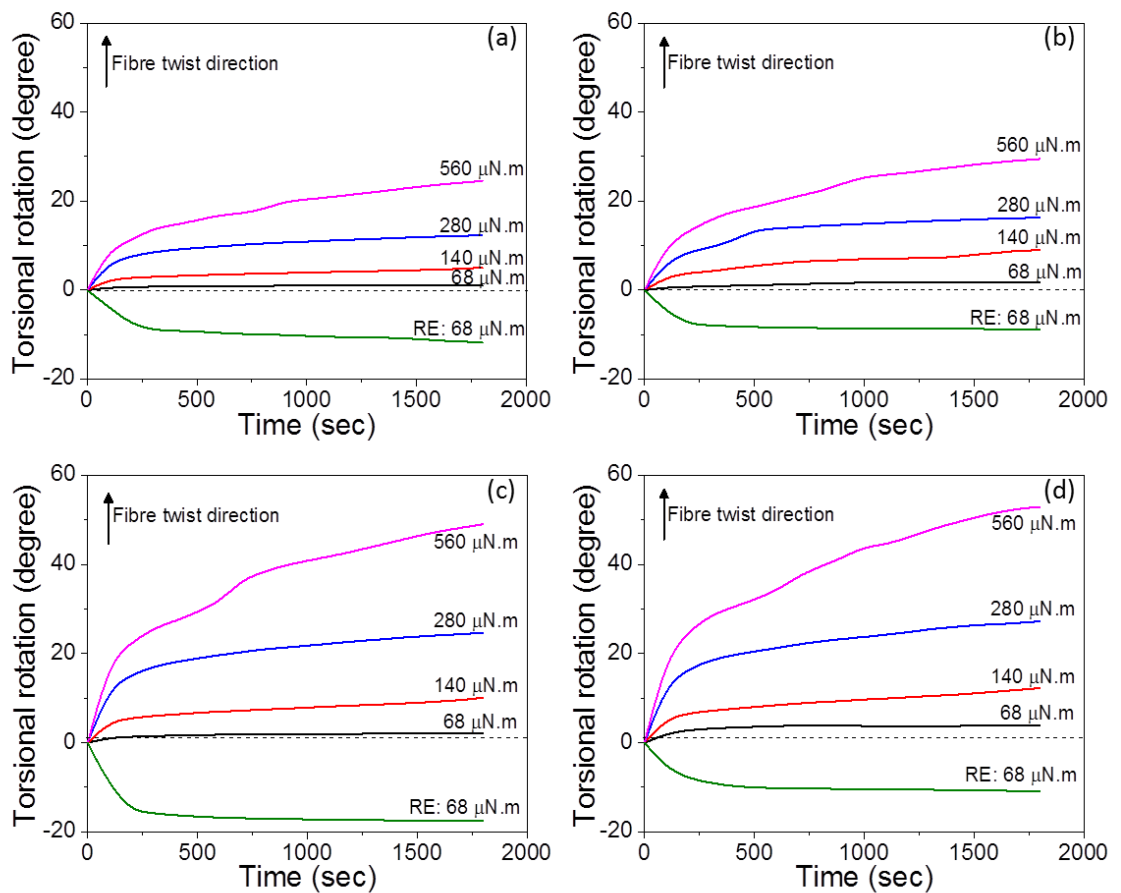 (a)
Fibre twist direction
Torsional rotation (degree)
60
40
20
0
-20
560 μN.m
280 μN.m
140 μN.m
68 μN.m
RE: 68 μN.m
0
500
1000
1500
2000
Time (sec)
(b)
Fibre twist direction
Torsional rotation (degree)
60
40
20
0
-20
560 μN.m
280 μN.m
140 μN.m
68 μN.m
RE: 68 μN.m
0
500
1000
1500
2000
Time (sec)
(c)
Fibre twist direction
Torsional rotation (degree)
60
40
20
0
-20
560 μN.m
280 μN.m
140 μN.m
68 μN.m
RE: 68 μN.m
0
500
1000
1500
2000
Time (sec)
(d)
Fibre twist direction
Torsional rotation (degree)
60
40
20
0
-20
560 μN.m
280 μN.m
140 μN.m
68 μN.m
RE: 68 μN.m
0
500
1000
1500
2000
Time (sec)